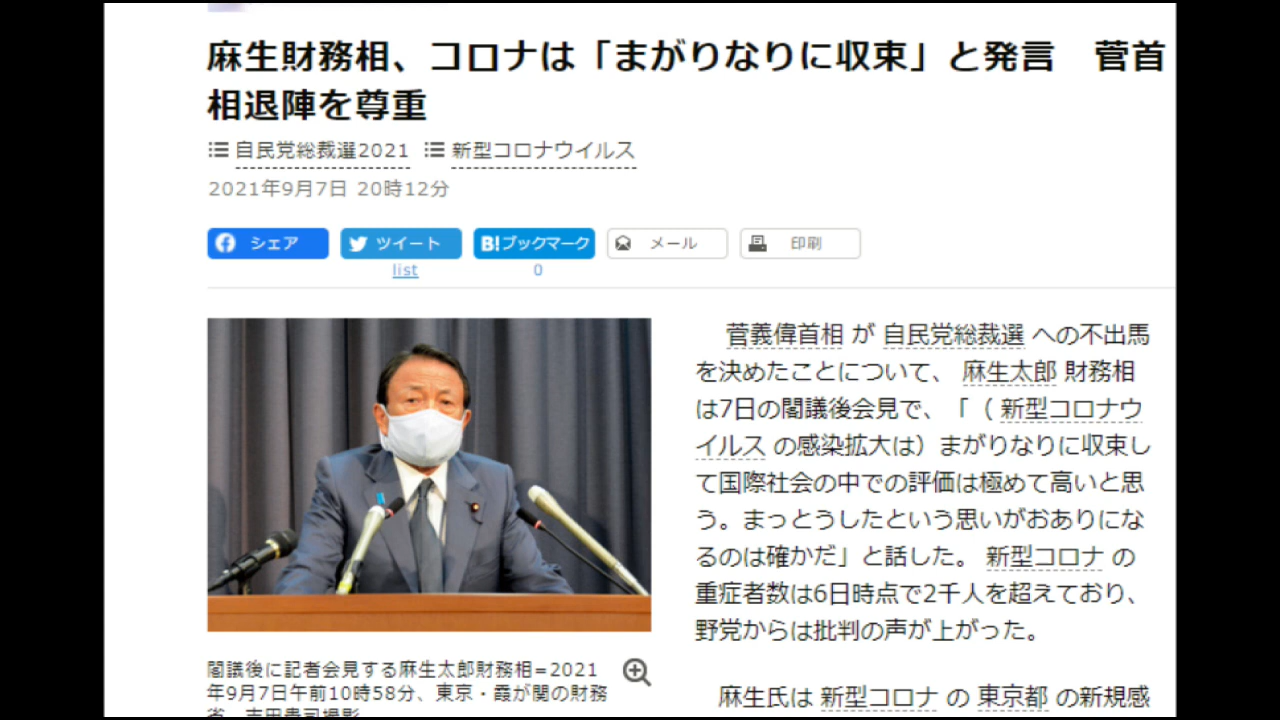 麻生財務相、コロナは「まがりなりに収束」と発言　菅首
相退陣を尊重
自民党総裁選2021 新型コロナウイルス
2021年9月7日 20時12分
シェア ツイート B!ブックマーク メール 印刷
list 0
菅義偉首相 が 自民党総裁選 への不出馬
を決めたことについて、 麻生太郎 財務相
は7日の閣議後会見で、「（ 新型コロナウ
イルス の感染拡大は）まがりなりに収束し
て国際社会の中での評価は極めて高いと思
う。まっとうしたという思いがおありにな
るのは確かだ」と話した。 新型コロナ の
重症者数は6日時点で2千人を超えており、
野党からは批判の声が上がった。
麻生氏は 新型コロナ の 東京都 の新規感
閣議後に記者会見する麻生太郎財務相=2021
年9月7日午前10時58分、東京・霞が関の財務